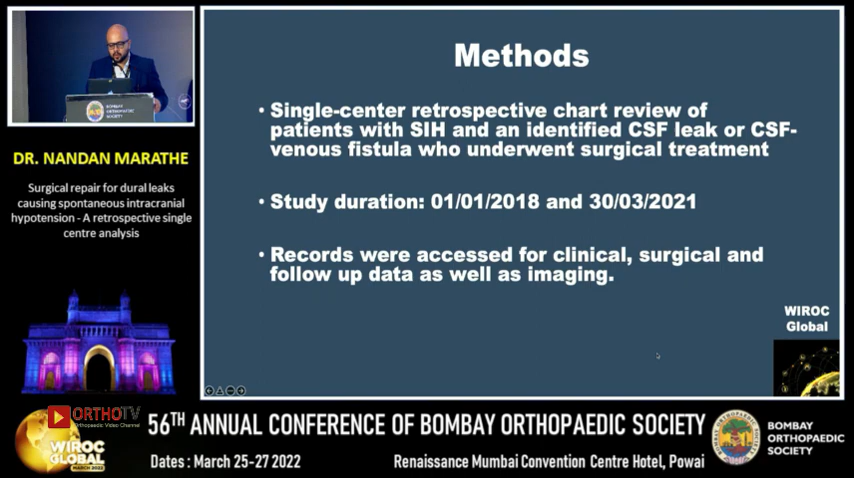 Methods
• Single-center retrospective chart review of
patients with SIH and an identified CSF leak or CSF-
venous fistula who underwent surgical treatment
• Study duration: 01/01/2018 and 30/03/2021
• Records were accessed for clinical, surgical and
follow up data as well as imaging.
WIROC
Global
BOMBAY
ORTHOPAEDIC
SOCIETY
DR. NANDAN MARATHE
Surgical repair for dural leaks
causing spontaneous intracranial
hypotension - A retrospective single
centre analysis
ORTHOTV
Orthopaedic Video Channel
WIROC
GLOBAL
MARCH 2022
56TH ANNUAL CONFERENCE OF BOMBAY ORTHOPAEDIC SOCIETY
Dates : March 25-27 2022
Renaissance Mumbai Convention Centre Hotel, Powai
BOMBAY
ORTHOPAEDIC
SOCIETY